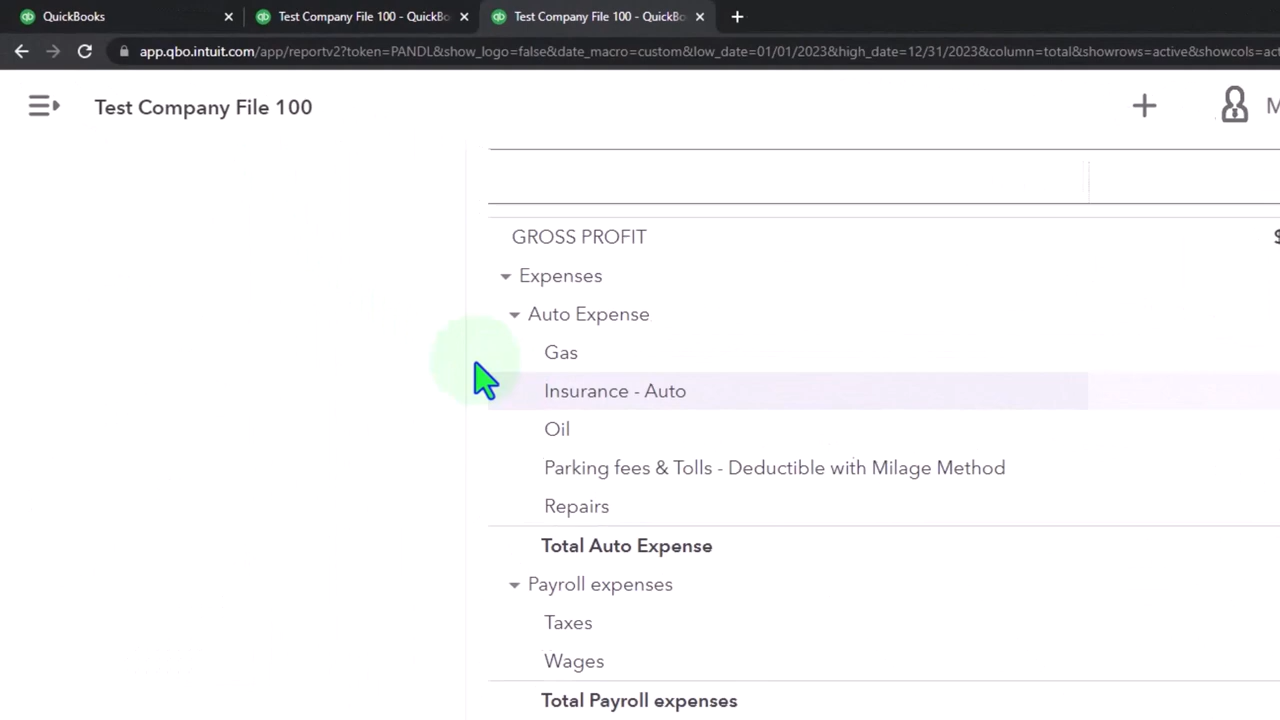 QuickBooks
Test Company File 100 - QuickBo
Test Company File 100 - QuickBo
app.qbo.intuit.com/app/reportv2?token=PANDL&show_logo=false&date_macro=custom&low_date=01/01/2023&high_date=12/31/2023&column=total&showrows=active&showcols=act
Test Company File 100
M
GROSS PROFIT
$
Expenses
Auto Expense
Gas
Insurance - Auto
Oil
Parking fees & Tolls - Deductible with Milage Method
Repairs
Total Auto Expense
Payroll expenses
Taxes
Wages
Total Payroll expenses